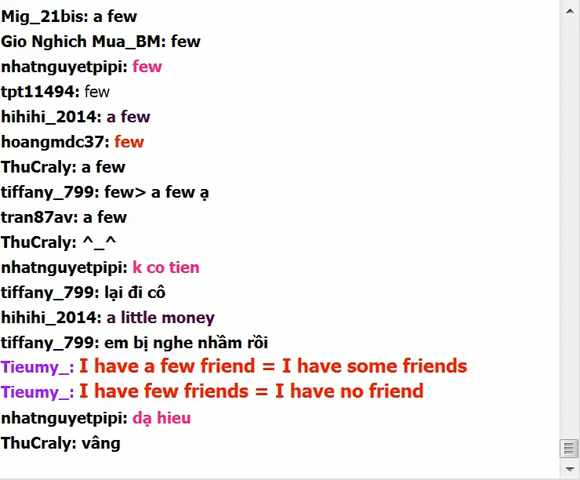 Mig_21bis: a few
Gio Nghich Mua_BM: few
nhatnguyetpipi: few
tpt11494: few
hihihi_2014: a few
hoangmdc37: few
ThuCraly: a few
tiffany_799: few> a few ạ
tran87av: a few
ThuCraly: ^_^
nhatnguyetpipi: k co tien
tiffany_799: lại đi cô
hihihi_2014: a little money
tiffany_799: em bị nghe nhầm rồi
Tieumy_: I have a few friend = I have some friends
Tieumy_: I have few friends = I have no friend
nhatnguyetpipi: dạ hieu
ThuCraly: vâng